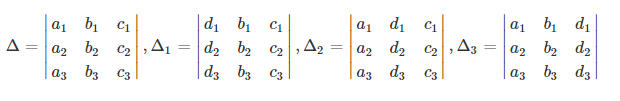 Δ = | a₁ b₁ c₁ ; a₂ b₂ c₂ ; a₃ b₃ c₃ | , Δ₁ = | d₁ b₁ c₁ ; d₂ b₂ c₂ ; d₃ b₃ c₃ | , Δ₂ = | a₁ d₁ c₁ ; a₂ d₂ c₂ ; a₃ d₃ c₃ | , Δ₃ = | a₁ b₁ d₁ ; a₂ b₂ d₂ ; a₃ b₃ d₃ |